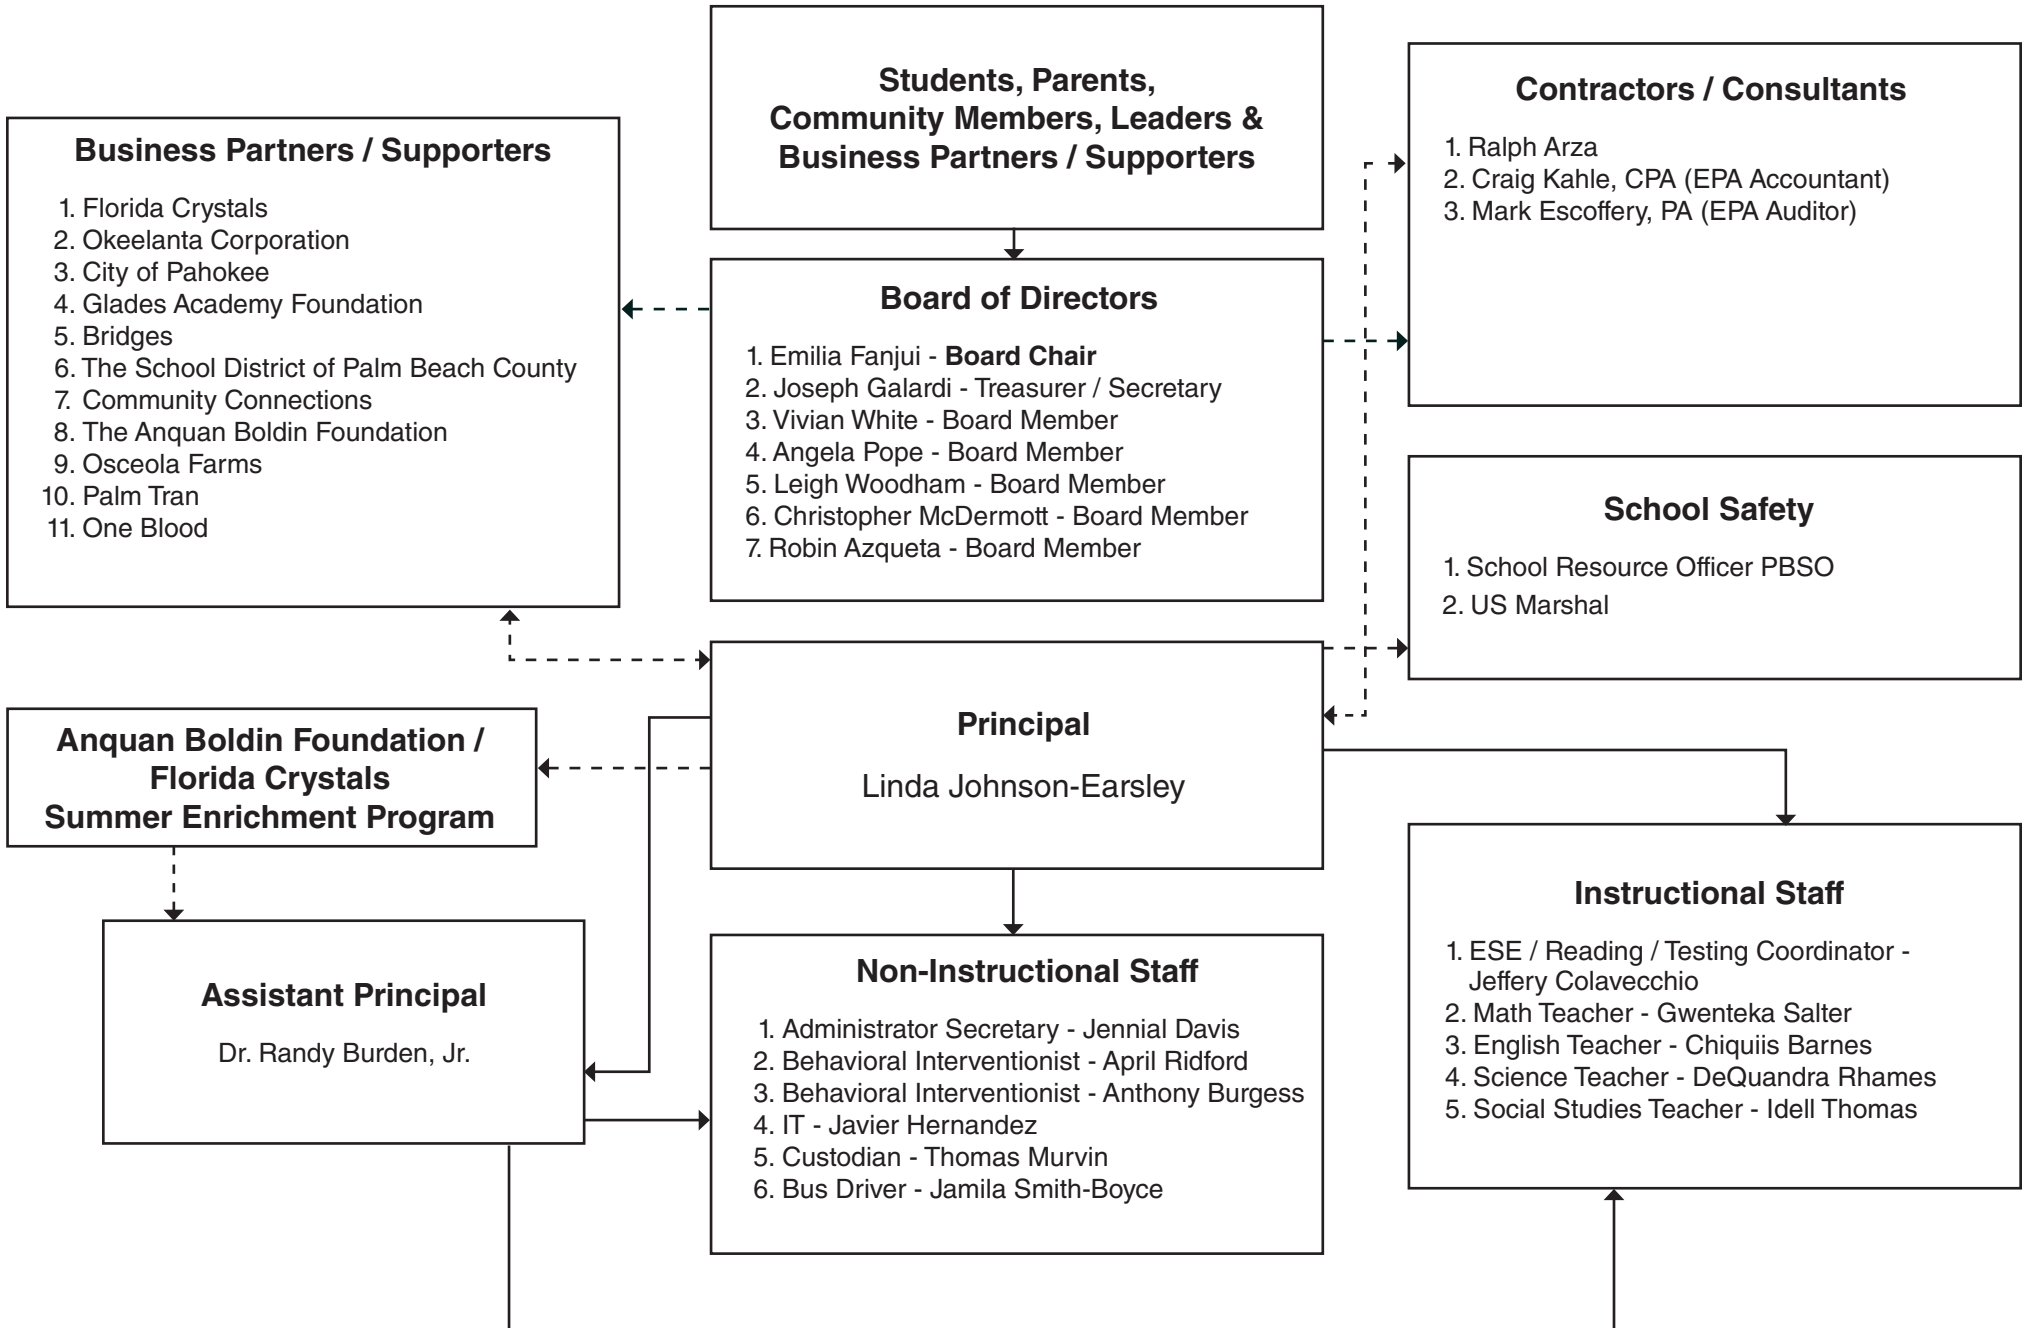 Students, Parents,
Community Members, Leaders &
Business Partners / Supporters
Contractors / Consultants
1. Ralph Arza
2. Craig Kahle, CPA (EPA Accountant)
3. Mark Escoffery, PA (EPA Auditor)
Business Partners / Supporters
1. Florida Crystals
2. Okeelanta Corporation
3. City of Pahokee
4. Glades Academy Foundation
5. Bridges
6. The School District of Palm Beach County
7. Community Connections
8. The Anquan Boldin Foundation
9. Osceola Farms
10. Palm Tran
11. One Blood
Board of Directors
1. Emilia Fanjui - Board Chair
2. Joseph Galardi - Treasurer / Secretary
3. Vivian White - Board Member
4. Angela Pope - Board Member
5. Leigh Woodham - Board Member
6. Christopher McDermott - Board Member
7. Robin Azqueta - Board Member
School Safety
1. School Resource Officer PBSO
2. US Marshal
Principal
Linda Johnson-Earsley
Anquan Boldin Foundation /
Florida Crystals
Summer Enrichment Program
Assistant Principal
Dr. Randy Burden, Jr.
Non-Instructional Staff
1. Administrator Secretary - Jennial Davis
2. Behavioral Interventionist - April Ridford
3. Behavioral Interventionist - Anthony Burgess
4. IT - Javier Hernandez
5. Custodian - Thomas Murvin
6. Bus Driver - Jamila Smith-Boyce
Instructional Staff
1. ESE / Reading / Testing Coordinator -
Jeffery Colavecchio
2. Math Teacher - Gwenteka Salter
3. English Teacher - Chiquiis Barnes
4. Science Teacher - DeQuandra Rhames
5. Social Studies Teacher - Idell Thomas